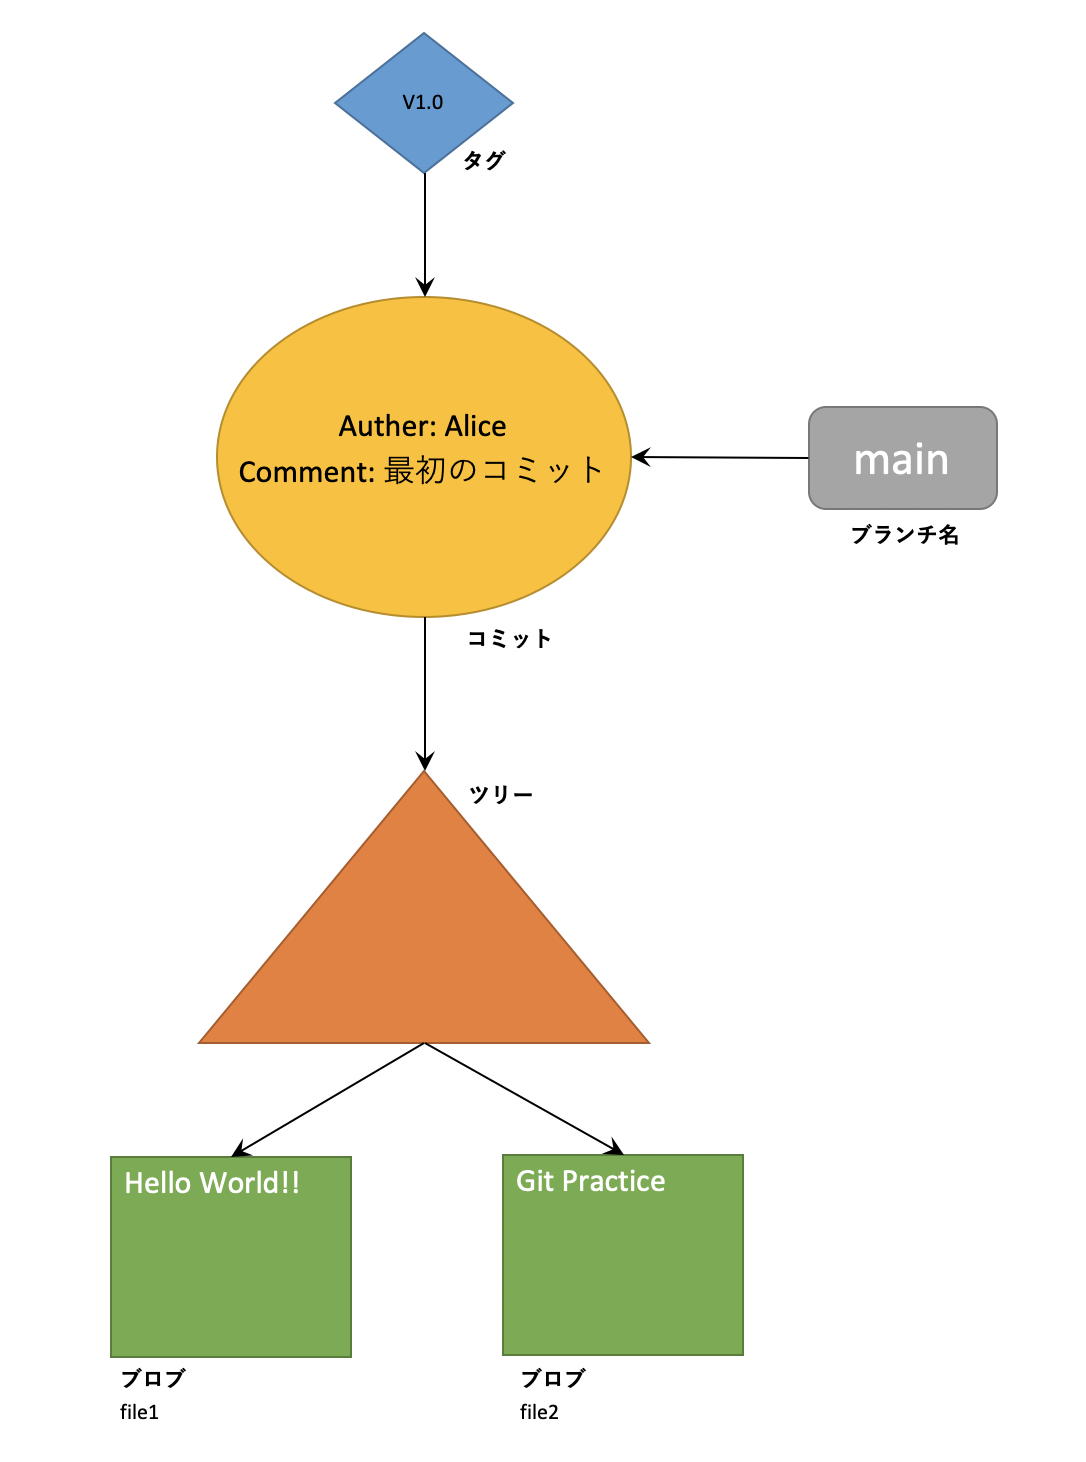 V1.0
タグ
Auther: Alice
Comment: 最初のコミット
main
ブランチ名
コミット
ツリー
Hello World!!
Git Practice
ブロブ
file1
ブロブ
file2